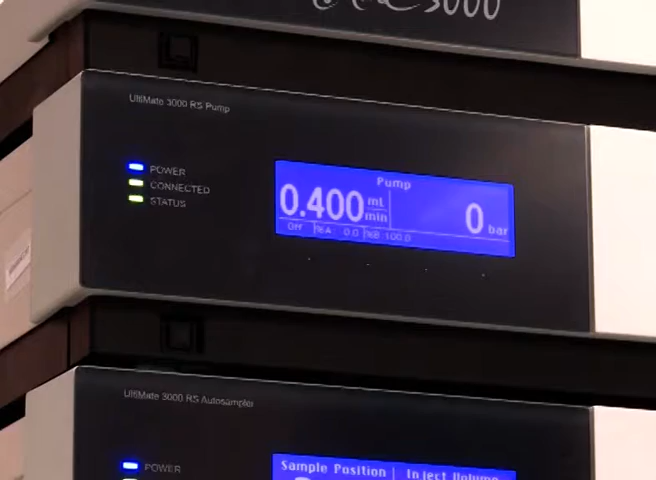 3000
UltiMate 3000 RS Pump
POWER
CONNECTED
STATUS
Pump
0.400 mL/min
0 bar
Off %A 0.0 %B 100.0
UltiMate 3000 RS Autosampler
POWER
Sample Position Inject Volume